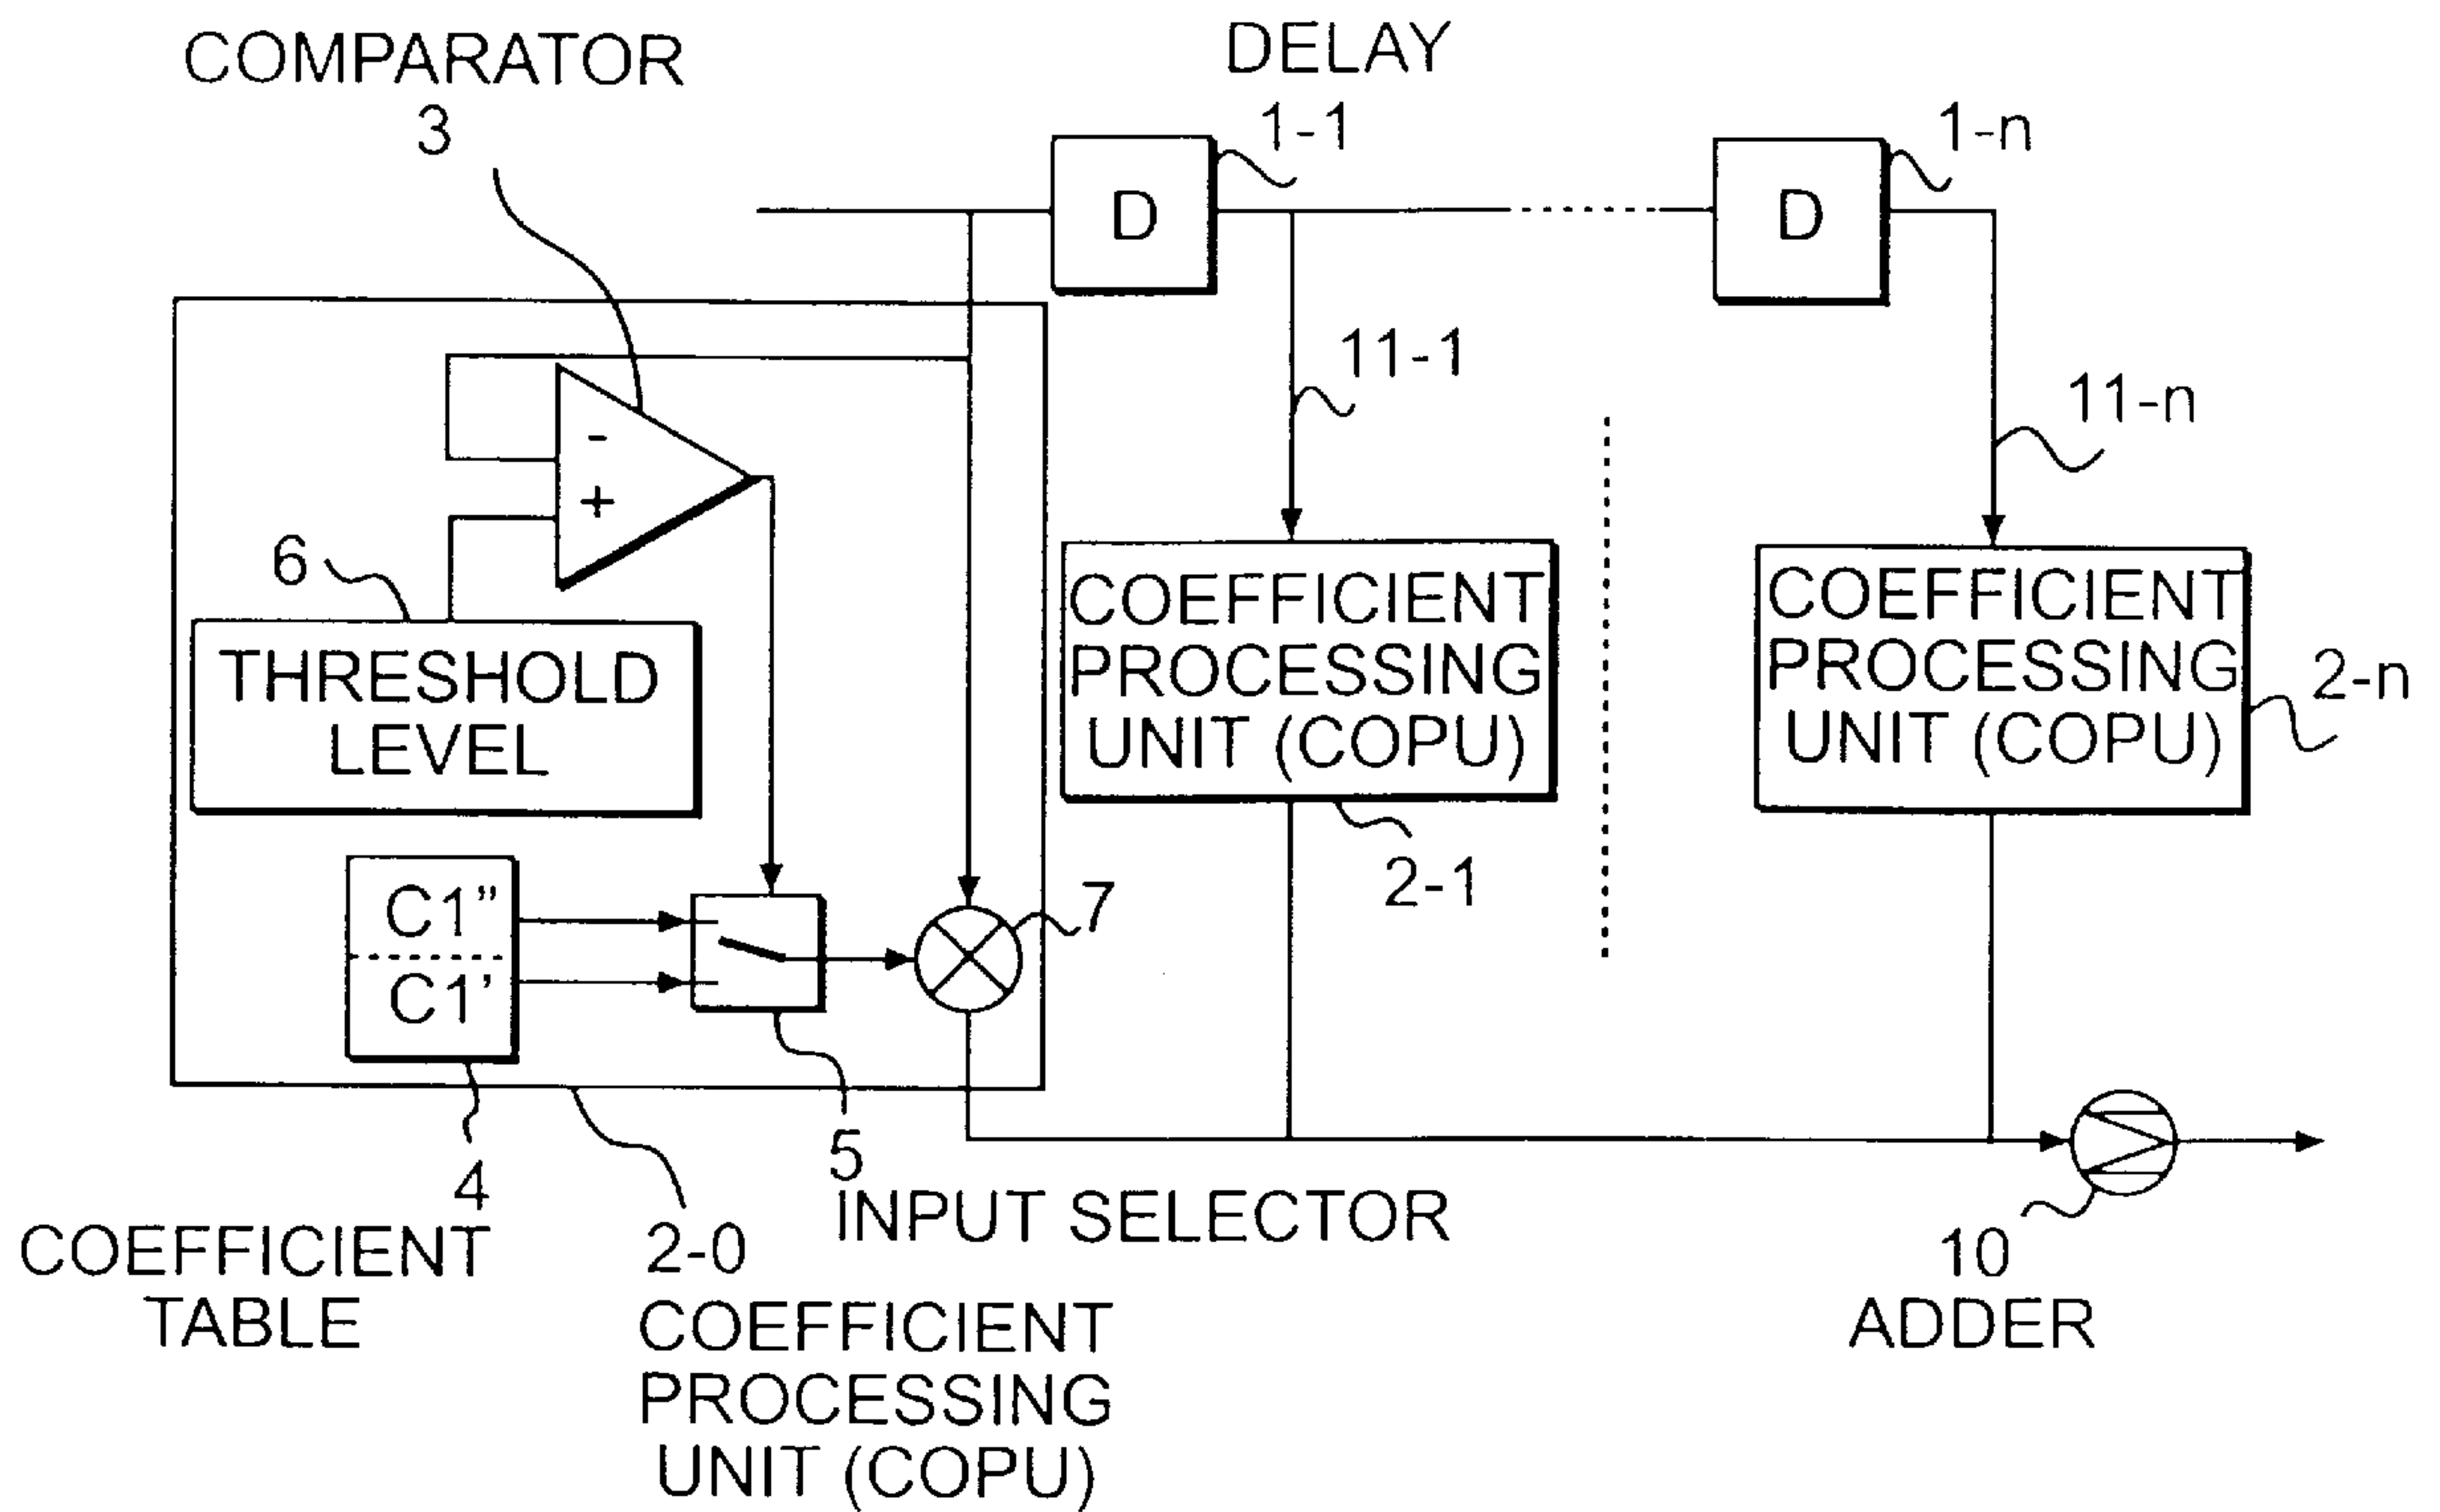 COMPARATOR
3
DELAY
1-1
1-n
D
D
11-1
11-n
-
+
6
THRESHOLD
LEVEL
COEFFICIENT
PROCESSING
UNIT (COPU)
2-1
COEFFICIENT
PROCESSING
UNIT (COPU)
2-n
C1”
C1’
7
4
COEFFICIENT
TABLE
5
INPUT SELECTOR
2-0
COEFFICIENT
PROCESSING
UNIT (COPU)
10
ADDER